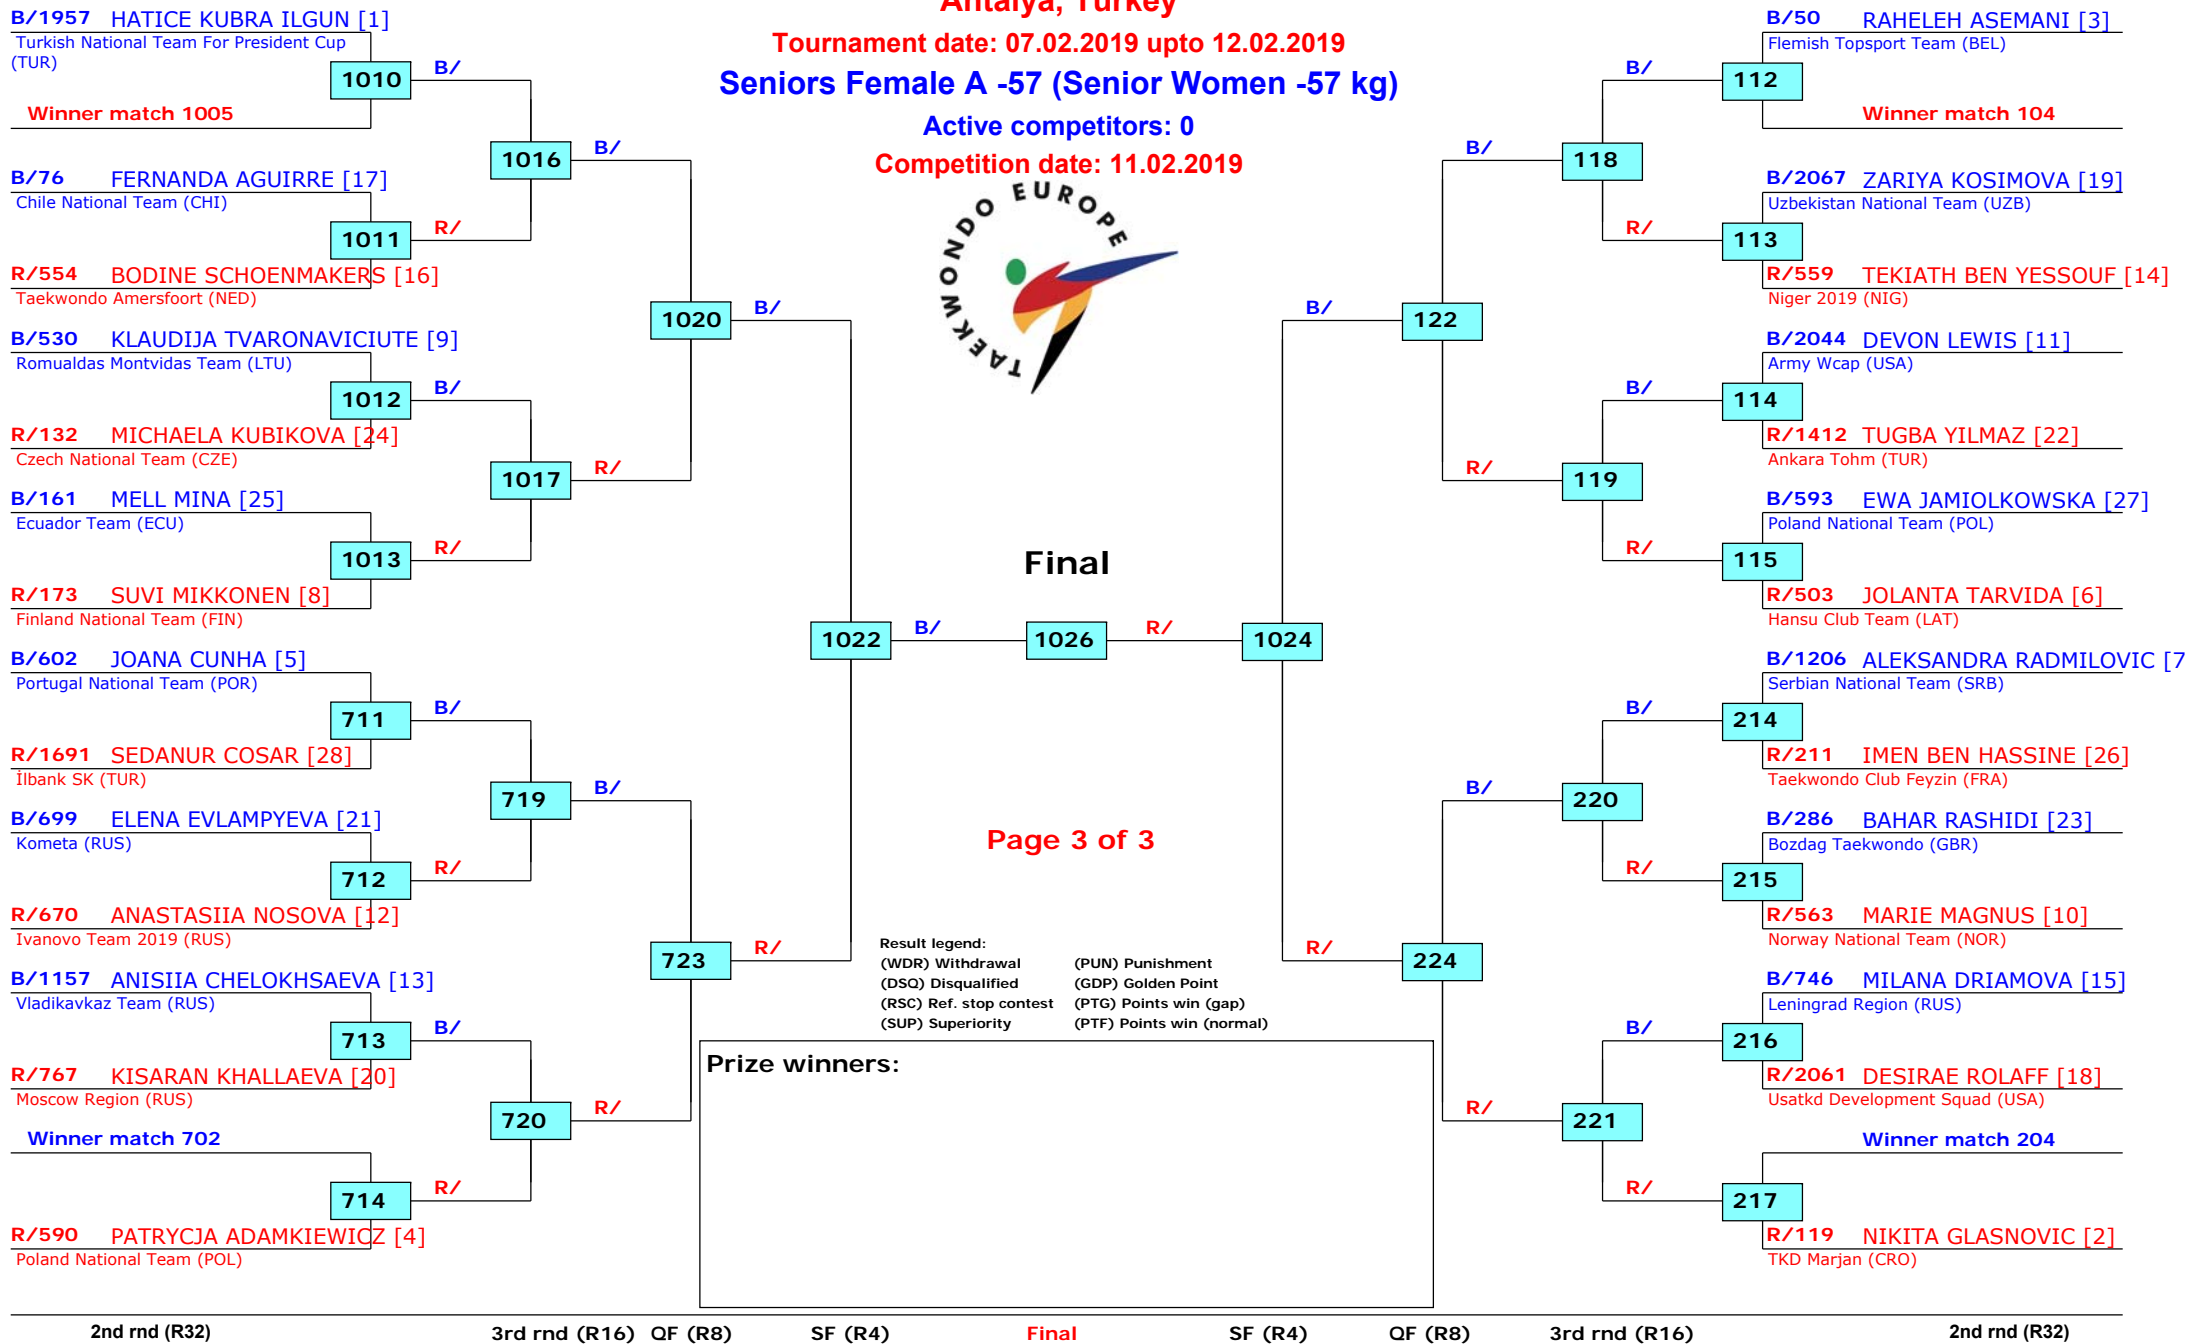 Antalya, Turkey
Tournament date: 07.02.2019 upto 12.02.2019
Seniors Female A -57 (Senior Women -57 kg)
Active competitors: 0
Competition date: 11.02.2019
TAEKWONDO EUROPE
B/1957 HATICE KUBRA ILGUN [1]
Turkish National Team For President Cup
(TUR)
1010
B/
Winner match 1005
1016
B/
B/76 FERNANDA AGUIRRE [17]
Chile National Team (CHI)
1011
R/
R/554 BODINE SCHOENMAKERS [16]
Taekwondo Amersfoort (NED)
1020
B/
B/530 KLAUDIJA TVARONAVICIUTE [9]
Romualdas Montvidas Team (LTU)
1012
B/
R/132 MICHAELA KUBIKOVA [24]
Czech National Team (CZE)
1017
R/
B/161 MELL MINA [25]
Ecuador Team (ECU)
1013
R/
R/173 SUVI MIKKONEN [8]
Finland National Team (FIN)
1022
B/
B/602 JOANA CUNHA [5]
Portugal National Team (POR)
711
B/
R/1691 SEDANUR COSAR [28]
İlbank SK (TUR)
719
B/
B/699 ELENA EVLAMPYEVA [21]
Kometa (RUS)
712
R/
R/670 ANASTASIIA NOSOVA [12]
Ivanovo Team 2019 (RUS)
723
R/
B/1157 ANISIIA CHELOKHSAEVA [13]
Vladikavkaz Team (RUS)
713
B/
R/767 KISARAN KHALLAEVA [20]
Moscow Region (RUS)
720
R/
Winner match 702
714
R/
R/590 PATRYCJA ADAMKIEWICZ [4]
Poland National Team (POL)
Final
1026
R/
1024
Page 3 of 3
B/50 RAHELEH ASEMANI [3]
Flemish Topsport Team (BEL)
B/
112
Winner match 104
B/
118
B/2067 ZARIYA KOSIMOVA [19]
Uzbekistan National Team (UZB)
R/
113
R/559 TEKIATH BEN YESSOUF [14]
Niger 2019 (NIG)
B/
122
B/2044 DEVON LEWIS [11]
Army Wcap (USA)
B/
114
R/1412 TUGBA YILMAZ [22]
Ankara Tohm (TUR)
R/
119
B/593 EWA JAMIOLKOWSKA [27]
Poland National Team (POL)
R/
115
R/503 JOLANTA TARVIDA [6]
Hansu Club Team (LAT)
B/1206 ALEKSANDRA RADMILOVIC [7
Serbian National Team (SRB)
B/
214
R/211 IMEN BEN HASSINE [26]
Taekwondo Club Feyzin (FRA)
B/
220
B/286 BAHAR RASHIDI [23]
Bozdag Taekwondo (GBR)
R/
215
R/563 MARIE MAGNUS [10]
Norway National Team (NOR)
R/
224
B/746 MILANA DRIAMOVA [15]
Leningrad Region (RUS)
B/
216
R/2061 DESIRAE ROLAFF [18]
Usatkd Development Squad (USA)
R/
221
Winner match 204
R/
217
R/119 NIKITA GLASNOVIC [2]
TKD Marjan (CRO)
Result legend:
(WDR) Withdrawal (PUN) Punishment
(DSQ) Disqualified (GDP) Golden Point
(RSC) Ref. stop contest (PTG) Points win (gap)
(SUP) Superiority (PTF) Points win (normal)
Prize winners:
2nd rnd (R32) 3rd rnd (R16) QF (R8) SF (R4) Final SF (R4) QF (R8) 3rd rnd (R16) 2nd rnd (R32)